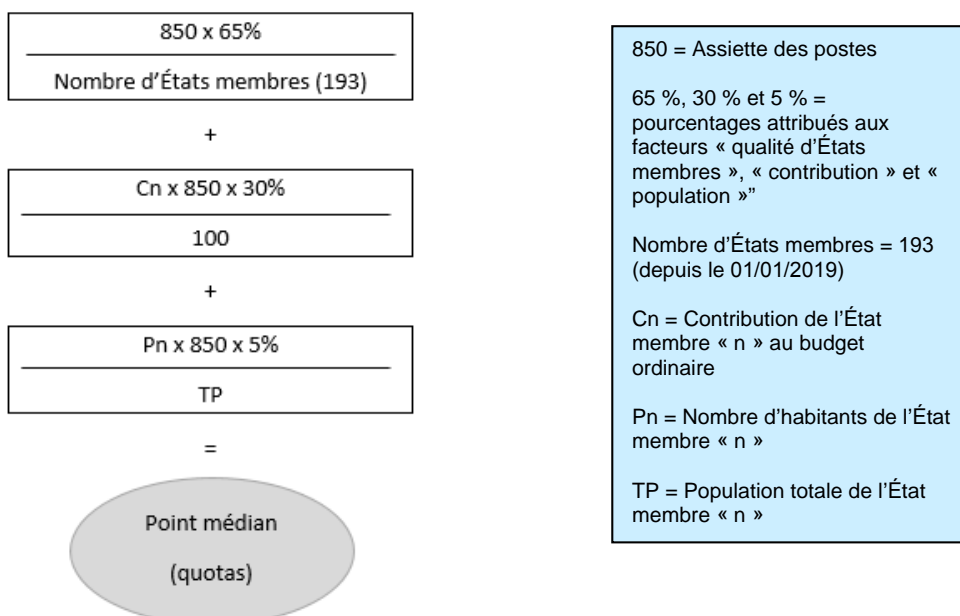 850 x 65%
Nombre d'États membres (193)
+
Cn x 850 x 30%
100
+
Pn x 850 x 5%
TP
=
Point médian
(quotas)
850 = Assiette des postes
65 %, 30 % et 5 % =
pourcentages attribués aux
facteurs « qualité d'États
membres », « contribution » et «
population »”
Nombre d'États membres = 193
(depuis le 01/01/2019)
Cn = Contribution de l'État
membre « n » au budget
ordinaire
Pn = Nombre d'habitants de l'État
membre « n »
TP = Population totale de l'État
membre « n »